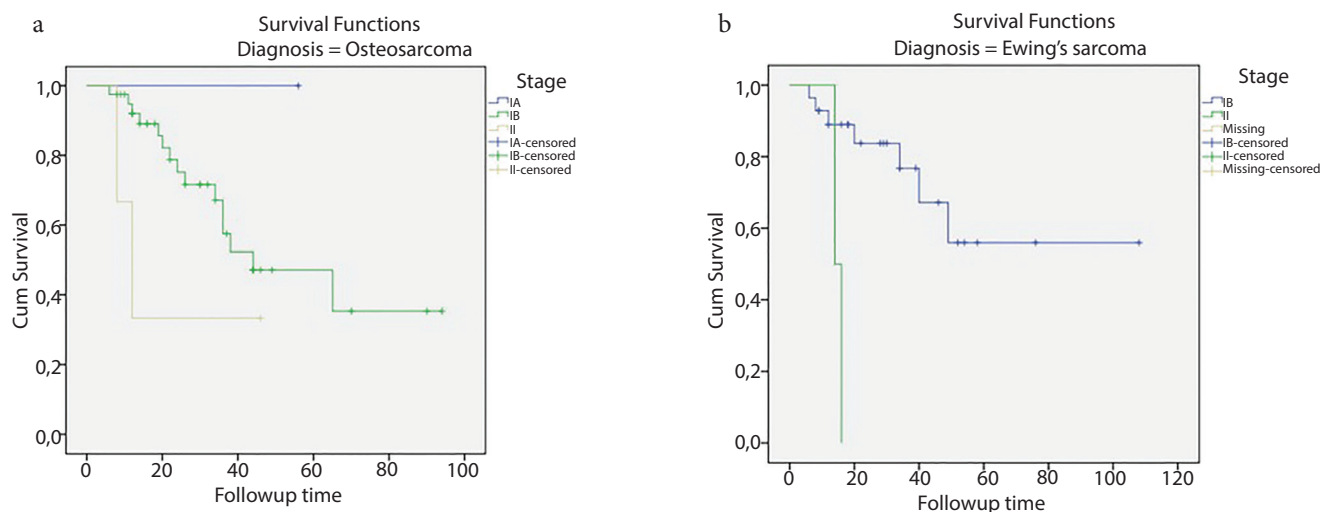 a
Survival Functions
Diagnosis = Osteosarcoma
Stage
IA
IB
II
IA-censored
IB-censored
II-censored
Cum Survival
1,0
0,8
0,6
0,4
0,2
0,0
0 20 40 60 80 100
Followup time
b
Survival Functions
Diagnosis = Ewing's sarcoma
Stage
IB
II
Missing
IB-censored
II-censored
Missing-censored
Cum Survival
1,0
0,8
0,6
0,4
0,2
0,0
0 20 40 60 80 100 120
Followup time